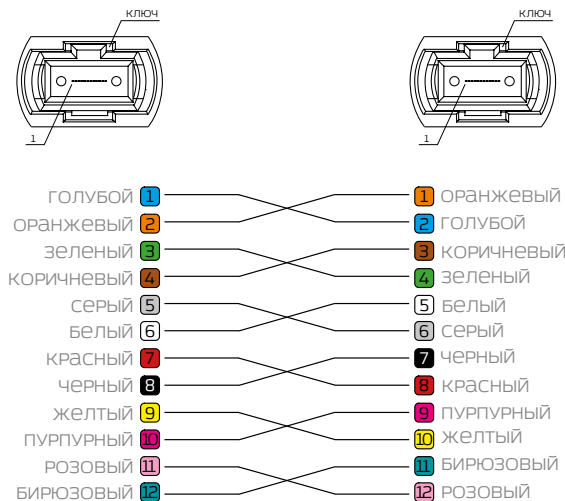 ключ ключ
1 1
голубой 1 1 оранжевый
оранжевый 2 2 голубой
зеленый 3 3 коричневый
коричневый 4 4 зеленый
серый 5 5 белый
белый 6 6 серый
красный 7 7 черный
черный 8 8 красный
желтый 9 9 пурпурный
пурпурный 10 10 желтый
розовый 11 11 бирюзовый
бирюзовый 12 12 розовый